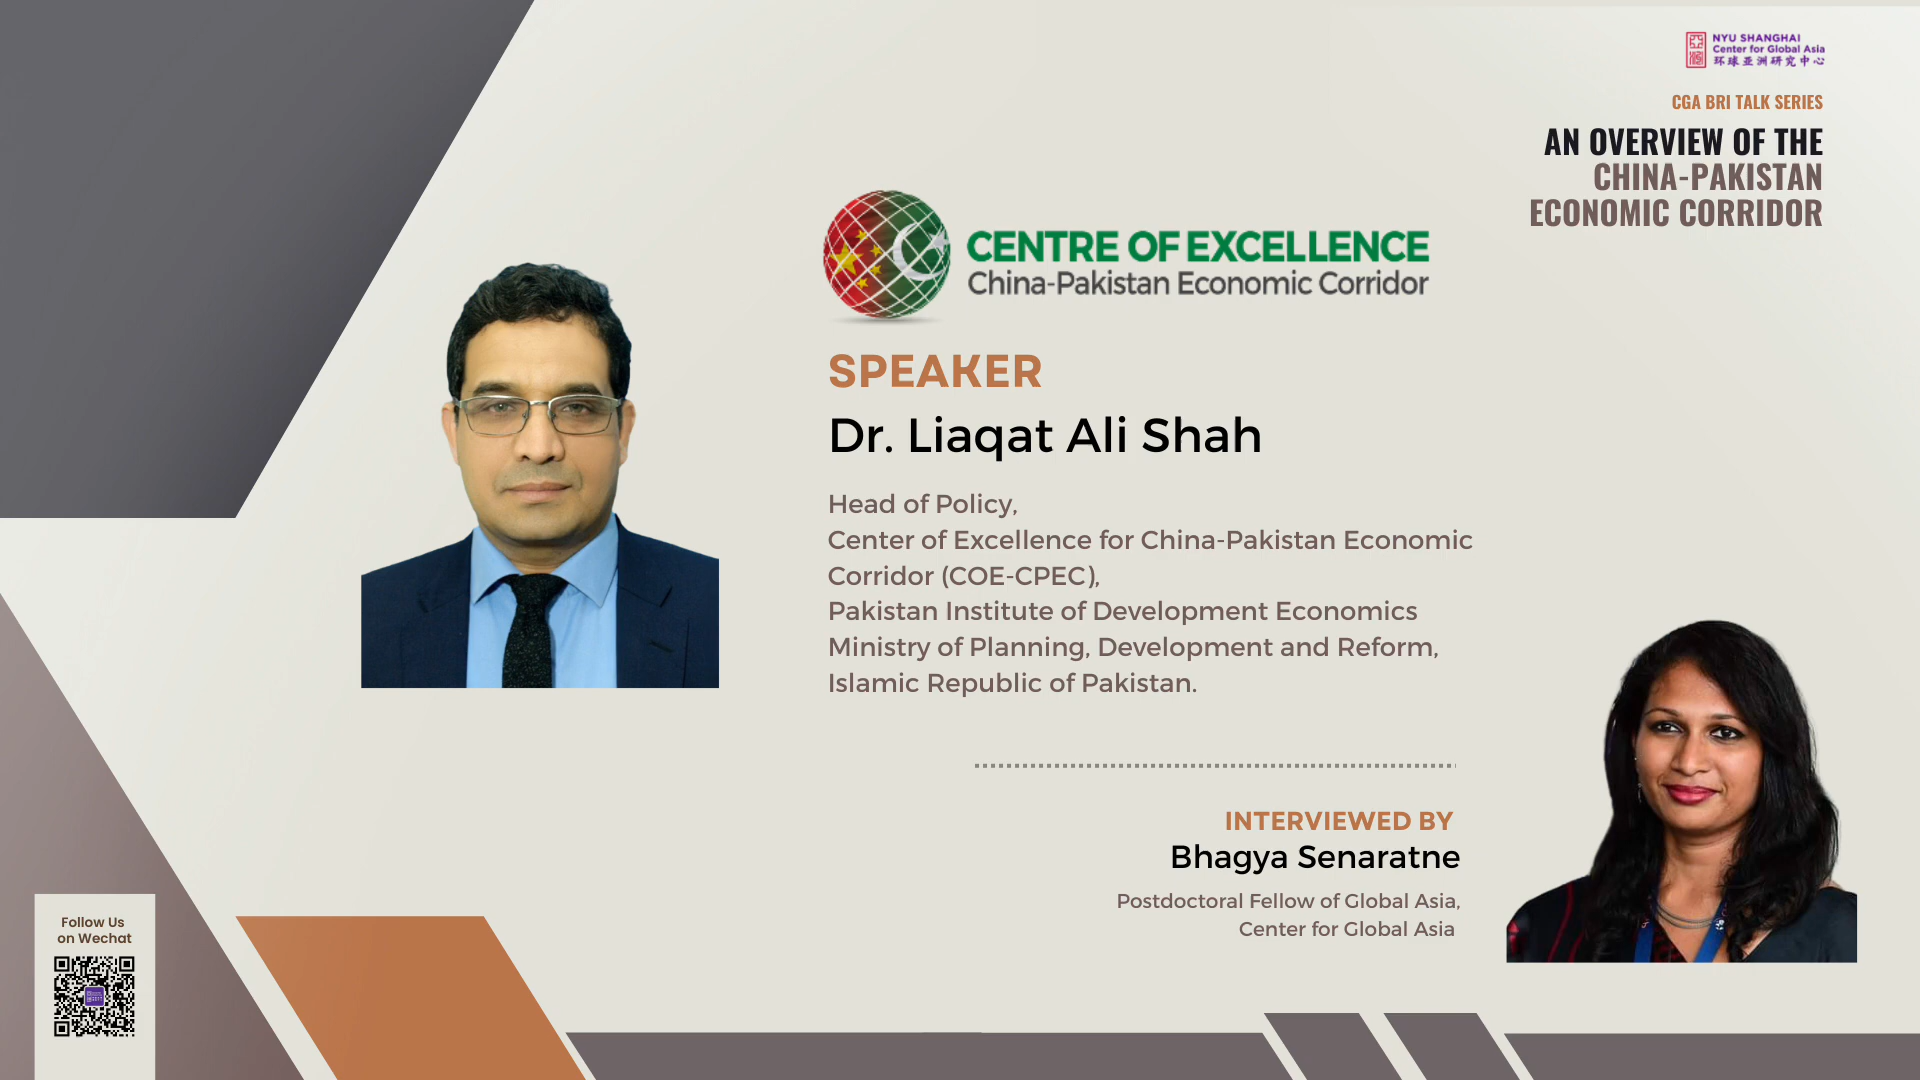 NYU SHANGHAI
Center for Global Asia
环球亚洲研究中心
CGA BRI TALK SERIES
AN OVERVIEW OF THE
CHINA-PAKISTAN
ECONOMIC CORRIDOR
CENTRE OF EXCELLENCE
China-Pakistan Economic Corridor
SPEAKER
Dr. Liaqat Ali Shah
Head of Policy,
Center of Excellence for China-Pakistan Economic
Corridor (COE-CPEC),
Pakistan Institute of Development Economics
Ministry of Planning, Development and Reform,
Islamic Republic of Pakistan.
INTERVIEWED BY
Bhagya Senaratne
Postdoctoral Fellow of Global Asia,
Center for Global Asia
Follow Us
on Wechat